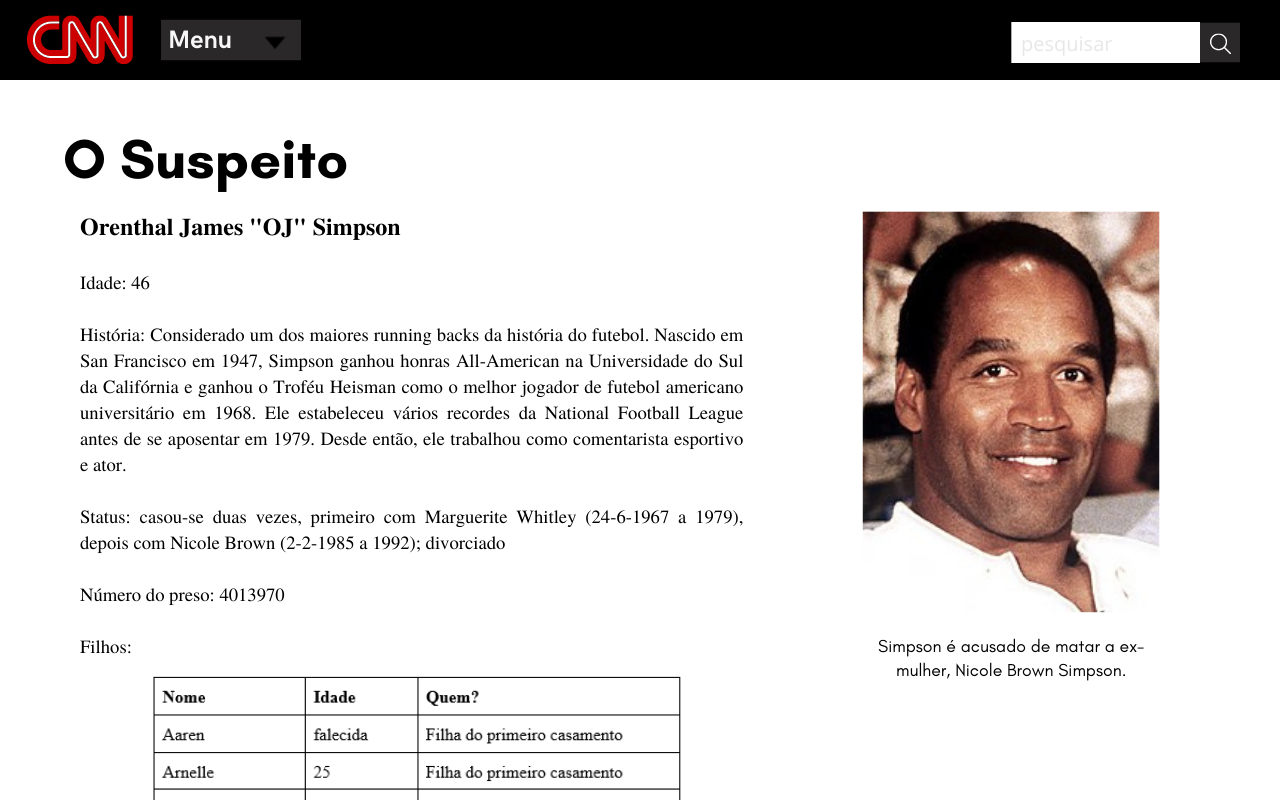 CNN
Menu
pesquisar
O Suspeito
Orenthal James "OJ" Simpson
Idade: 46
História: Considerado um dos maiores running backs da história do futebol. Nascido em
San Francisco em 1947, Simpson ganhou honras All-American na Universidade do Sul
da Califórnia e ganhou o Troféu Heisman como o melhor jogador de futebol americano
universitário em 1968. Ele estabeleceu vários recordes da National Football League
antes de se aposentar em 1979. Desde então, ele trabalhou como comentarista esportivo
e ator.
Status: casou-se duas vezes, primeiro com Marguerite Whitley (24-6-1967 a 1979),
depois com Nicole Brown (2-2-1985 a 1992); divorciado
Número do preso: 4013970
Filhos:
Nome Idade Quem?
Aaren falecida Filha do primeiro casamento
Arnelle 25 Filha do primeiro casamento
Simpson é acusado de matar a ex-
mulher, Nicole Brown Simpson.